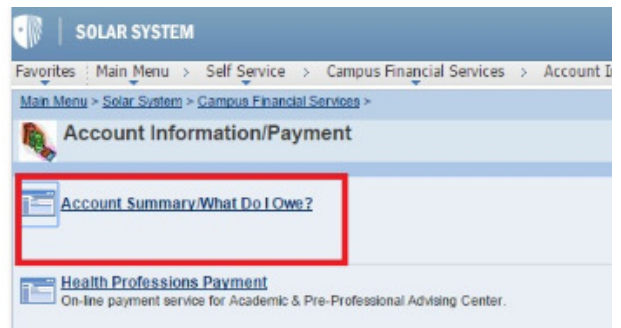 SOLAR SYSTEM
Favorites Main Menu > Self Service > Campus Financial Services > Account
Main Menu > Solar System > Campus Financial Services >
Account Information/Payment
Account Summary/What Do I Owe?
Health Professions Payment
On-line payment service for Academic & Pre-Professional Advising Center.